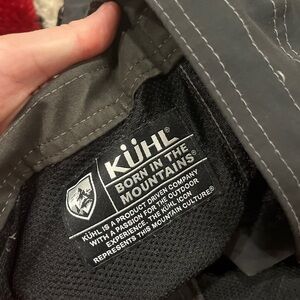 KÜHL®
BORN IN THE
MOUNTAINS®
KÜHL IS A PRODUCT DRIVEN COMPANY
WITH A PASSION FOR THE OUTDOOR
EXPERIENCE. THE KÜHL ICON
REPRESENTS THIS MOUNTAIN CULTURE®